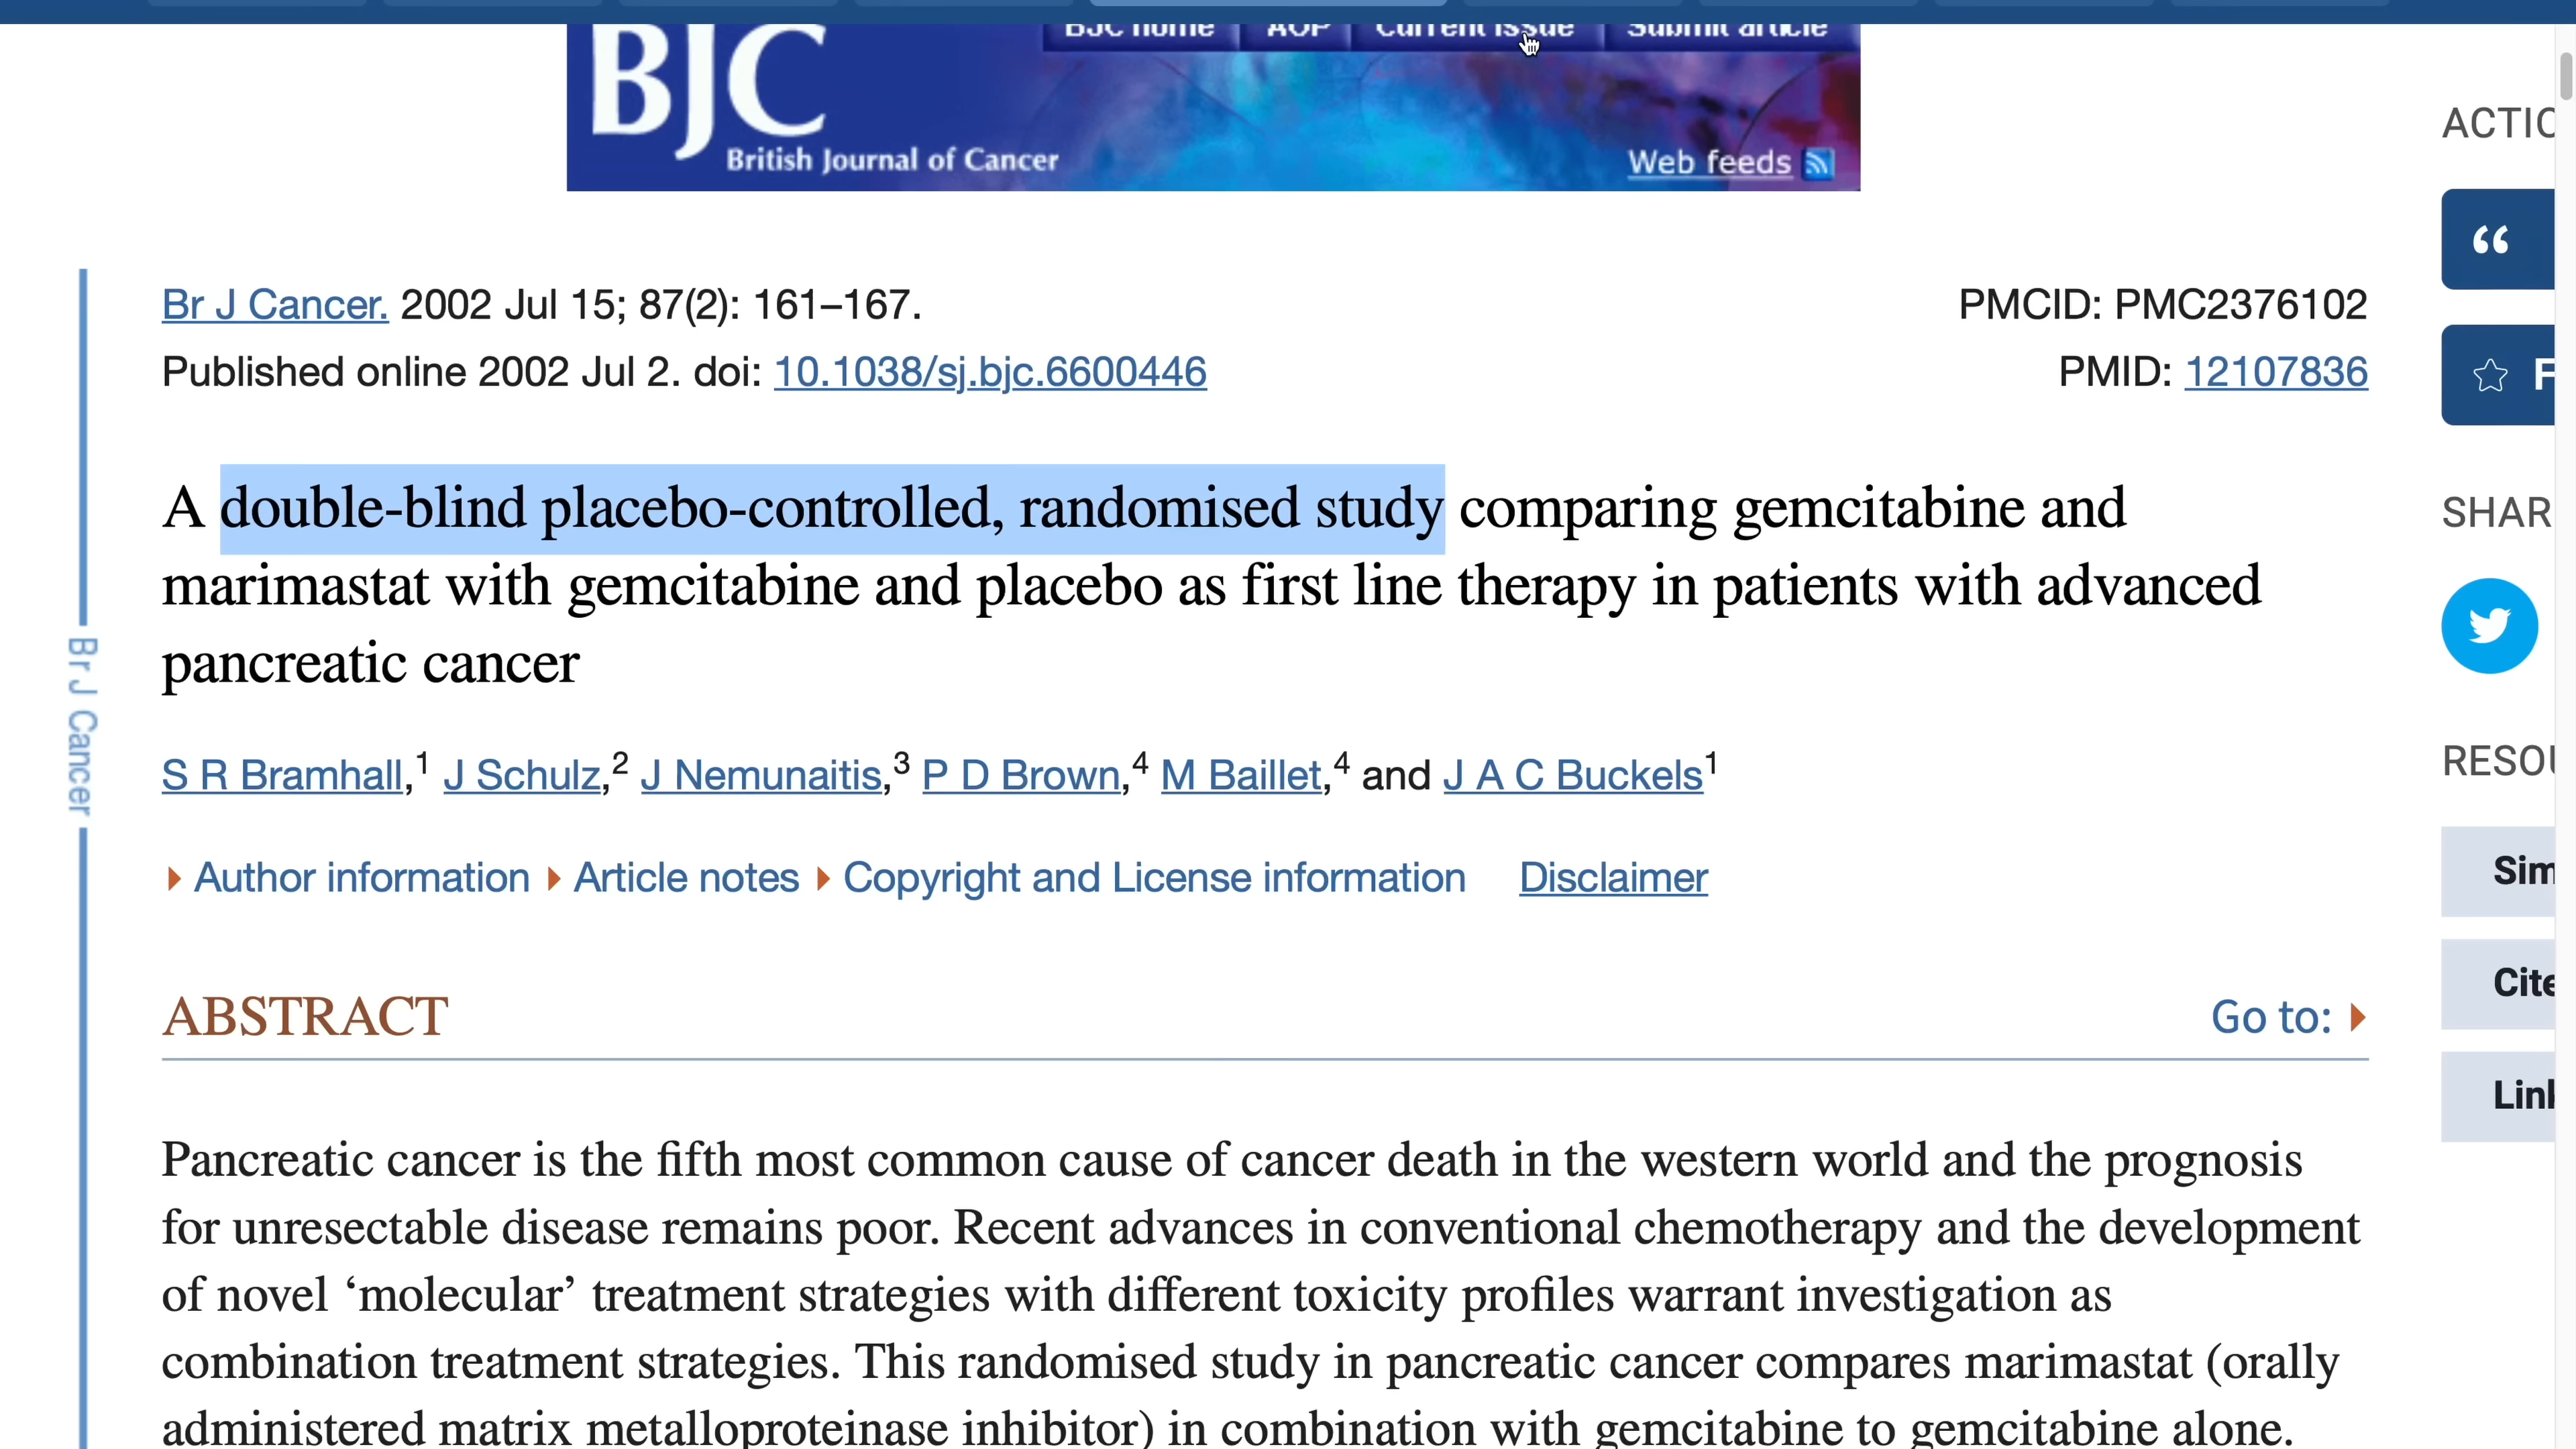 BJC home AOP Current issue Submit article
BJC
British Journal of Cancer
Web feeds
ACTIO
“
Br J Cancer. 2002 Jul 15; 87(2): 161–167.
PMCID: PMC2376102
Published online 2002 Jul 2. doi: 10.1038/sj.bjc.6600446
PMID: 12107836
F
A double-blind placebo-controlled, randomised study comparing gemcitabine and
marimastat with gemcitabine and placebo as first line therapy in patients with advanced
pancreatic cancer
SHAR
Br J Cancer
S R Bramhall,1 J Schulz,2 J Nemunaitis,3 P D Brown,4 M Baillet,4 and J A C Buckels1
RESOU
Author information Article notes Copyright and License information Disclaimer
Sim
Cite
Link
ABSTRACT
Go to:
Pancreatic cancer is the fifth most common cause of cancer death in the western world and the prognosis
for unresectable disease remains poor. Recent advances in conventional chemotherapy and the development
of novel ‘molecular’ treatment strategies with different toxicity profiles warrant investigation as
combination treatment strategies. This randomised study in pancreatic cancer compares marimastat (orally
administered matrix metalloproteinase inhibitor) in combination with gemcitabine to gemcitabine alone.